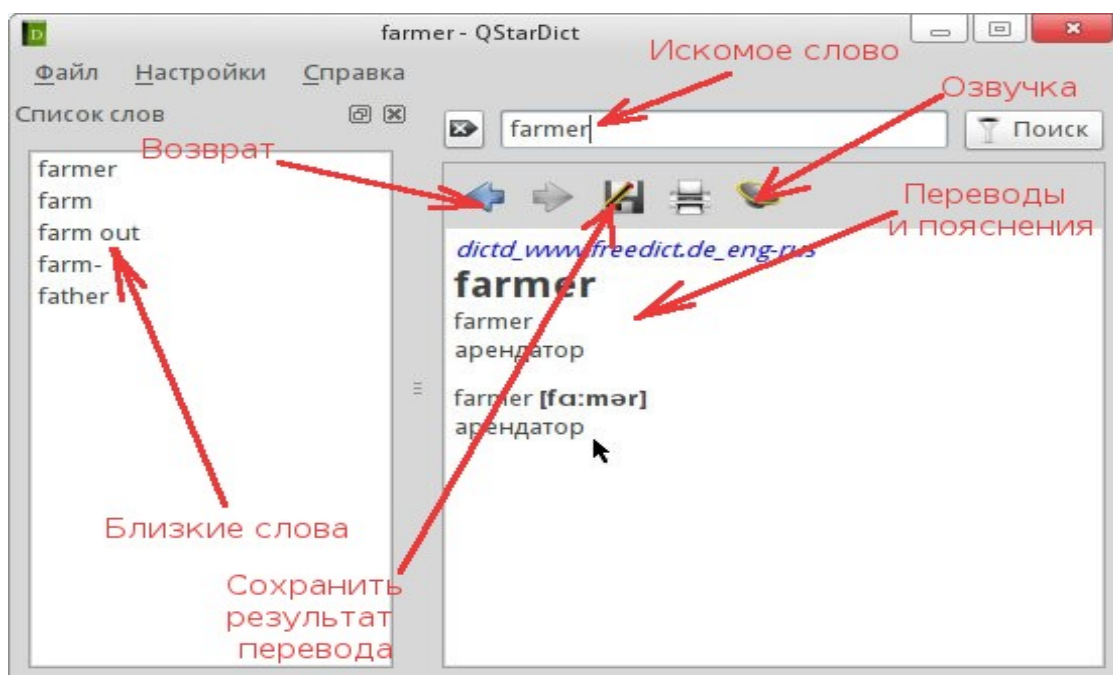 farmer - QStarDict
Файл Настройки Справка
Список слов
farmer
farm
farm out
farm-
father
farmer
Поиск
Искомое слово
Озвучка
Возврат
Переводы
и пояснения
dictd_www.freedict.de_eng-rus
farmer
farmer
арендатор
farmer [fɑ:mər]
арендатор
Близкие слова
Сохранить
результат
перевода